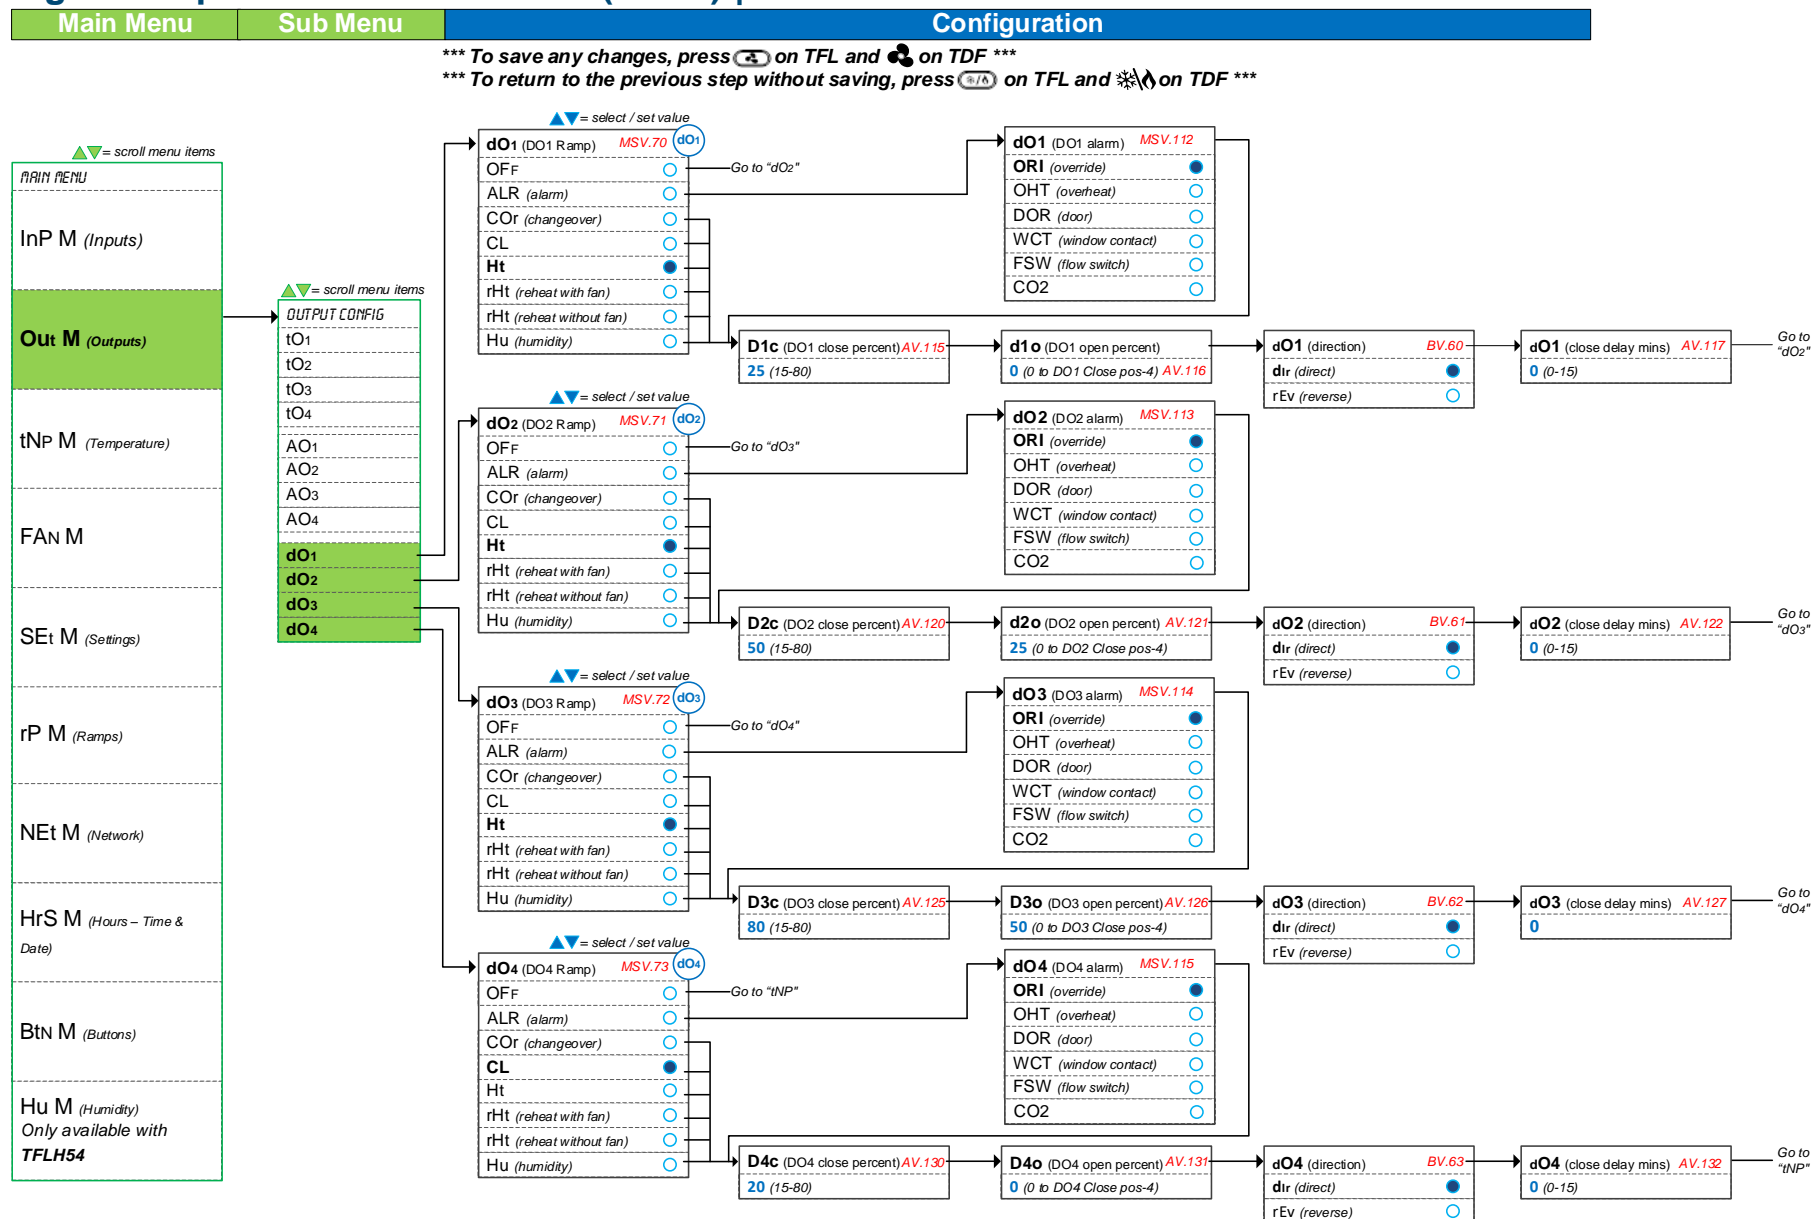 Main Menu
Sub Menu
Configuration
*** To save any changes, press on TFL and on TDF ***
*** To return to the previous step without saving, press on TFL and on TDF ***
= scroll menu items
MAIN MENU
InP M (Inputs)
Out M (Outputs)
tNP M (Temperature)
FAN M
SEt M (Settings)
rP M (Ramps)
NEt M (Network)
HrS M (Hours – Time &
Date)
BtN M (Buttons)
Hu M (Humidity)
Only available with
TFLH54
= scroll menu items
OUTPUT CONFIG
tO1
tO2
tO3
tO4
AO1
AO2
AO3
AO4
dO1
dO2
dO3
dO4
= select / set value
dO1 (DO1 Ramp) MSV.70 dO1
OFF
Go to “dO2”
ALR (alarm)
COr (changeover)
CL
Ht
rHt (reheat with fan)
rHt (reheat without fan)
Hu (humidity)
dO1 (DO1 alarm) MSV.112
ORI (override)
OHT (overheat)
DOR (door)
WCT (window contact)
FSW (flow switch)
CO2
D1c (DO1 close percent) AV.115
25 (15-80)
d1o (DO1 open percent)
0 (0 to DO1 Close pos-4) AV.116
dO1 (direction) BV.60
dIr (direct)
rEv (reverse)
dO1 (close delay mins) AV.117
0 (0-15)
Go to
“dO2”
= select / set value
dO2 (DO2 Ramp) MSV.71 dO2
OFF
Go to “dO3”
ALR (alarm)
COr (changeover)
CL
Ht
rHt (reheat with fan)
rHt (reheat without fan)
Hu (humidity)
dO2 (DO2 alarm) MSV.113
ORI (override)
OHT (overheat)
DOR (door)
WCT (window contact)
FSW (flow switch)
CO2
D2c (DO2 close percent) AV.120
50 (15-80)
d2o (DO2 open percent) AV.121
25 (0 to DO2 Close pos-4)
dO2 (direction) BV.61
dIr (direct)
rEv (reverse)
dO2 (close delay mins) AV.122
0 (0-15)
Go to
“dO3”
= select / set value
dO3 (DO3 Ramp) MSV.72 dO3
OFF
Go to “dO4”
ALR (alarm)
COr (changeover)
CL
Ht
rHt (reheat with fan)
rHt (reheat without fan)
Hu (humidity)
dO3 (DO3 alarm) MSV.114
ORI (override)
OHT (overheat)
DOR (door)
WCT (window contact)
FSW (flow switch)
CO2
D3c (DO3 close percent) AV.125
80 (15-80)
D3o (DO3 open percent) AV.126
50 (0 to DO3 Close pos-4)
dO3 (direction) BV.62
dIr (direct)
rEv (reverse)
dO3 (close delay mins) AV.127
0
Go to
“dO4”
= select / set value
dO4 (DO4 Ramp) MSV.73 dO4
OFF
Go to “tNP”
ALR (alarm)
COr (changeover)
CL
Ht
rHt (reheat with fan)
rHt (reheat without fan)
Hu (humidity)
dO4 (DO4 alarm) MSV.115
ORI (override)
OHT (overheat)
DOR (door)
WCT (window contact)
FSW (flow switch)
CO2
D4c (DO4 close percent) AV.130
20 (15-80)
D4o (DO4 open percent) AV.131
0 (0 to DO4 Close pos-4)
dO4 (direction) BV.63
dIr (direct)
rEv (reverse)
dO4 (close delay mins) AV.132
0 (0-15)
Go to
“tNP”